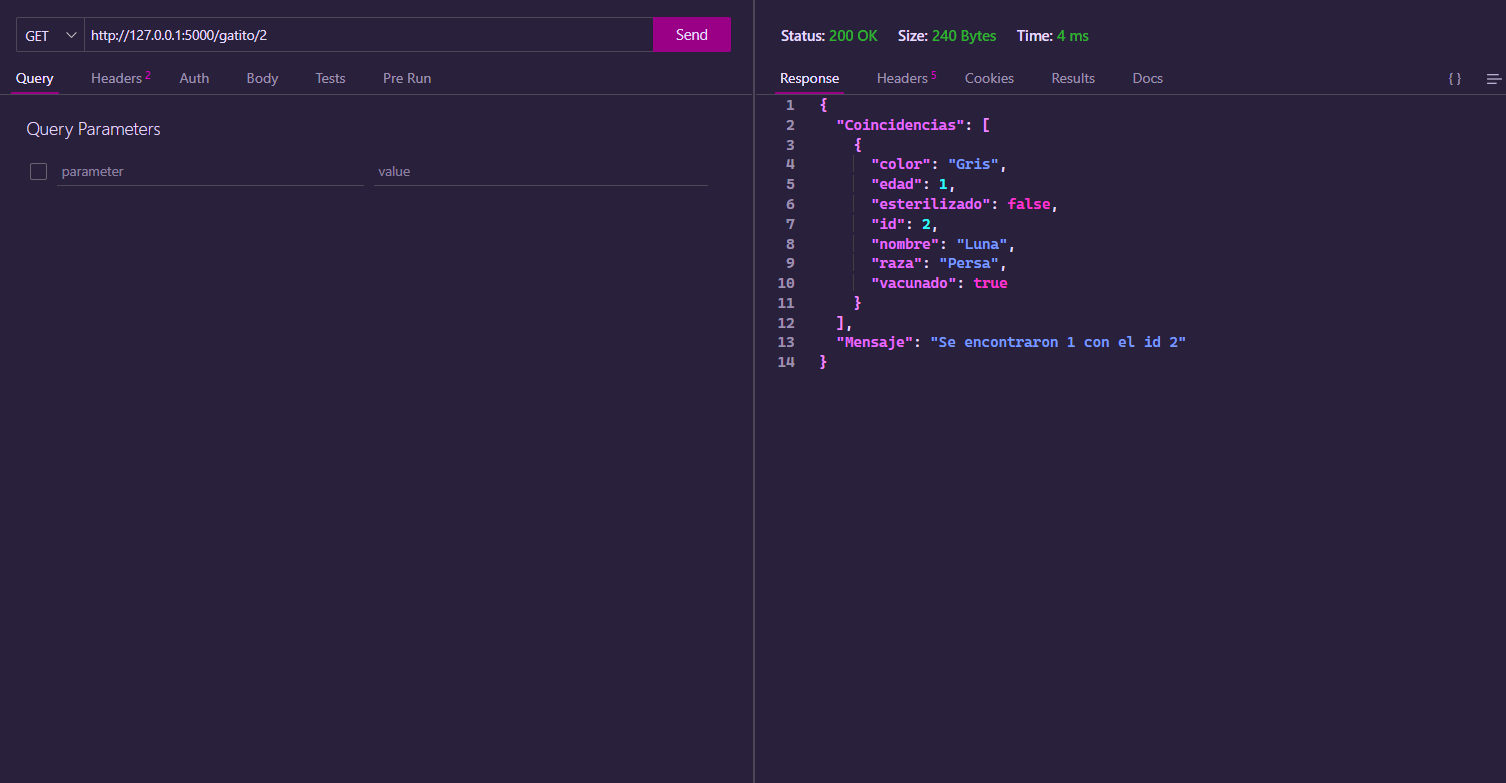 GET http://127.0.0.1:5000/gatito/2 Send
Query Headers 2 Auth Body Tests Pre Run
Query Parameters
parameter value
Status: 200 OK Size: 240 Bytes Time: 4 ms
Response Headers 5 Cookies Results Docs { }
1 {
2 "Coincidencias": [
3 {
4 "color": "Gris",
5 "edad": 1,
6 "esterilizado": false,
7 "id": 2,
8 "nombre": "Luna",
9 "raza": "Persa",
10 "vacunado": true
11 }
12 ],
13 "Mensaje": "Se encontraron 1 con el id 2"
14 }